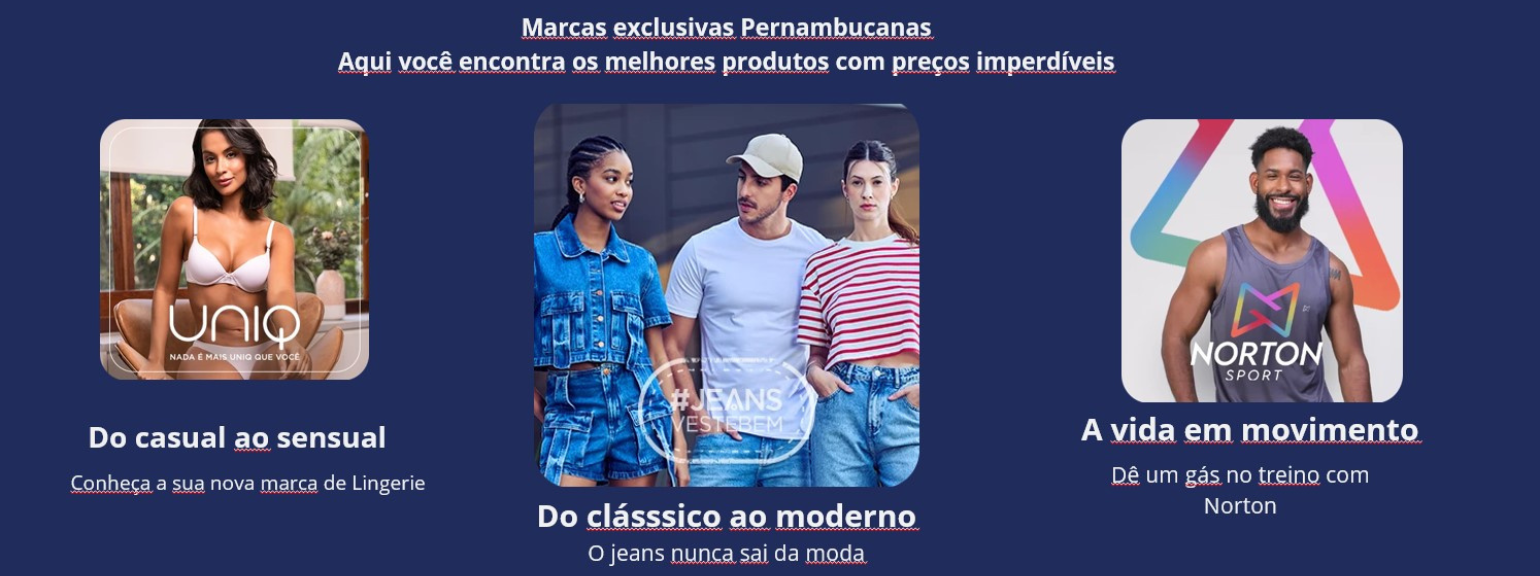 Marcas exclusivas Pernambucanas
Aqui você encontra os melhores produtos com preços imperdíveis
UNIQ
NADA É MAIS UNIQ QUE VOCÊ
Do casual ao sensual
Conheça a sua nova marca de Lingerie
#JEANS
VESTEBEM
Do clásssico ao moderno
O jeans nunca sai da moda
NORTON
SPORT
A vida em movimento
Dê um gás no treino com
Norton